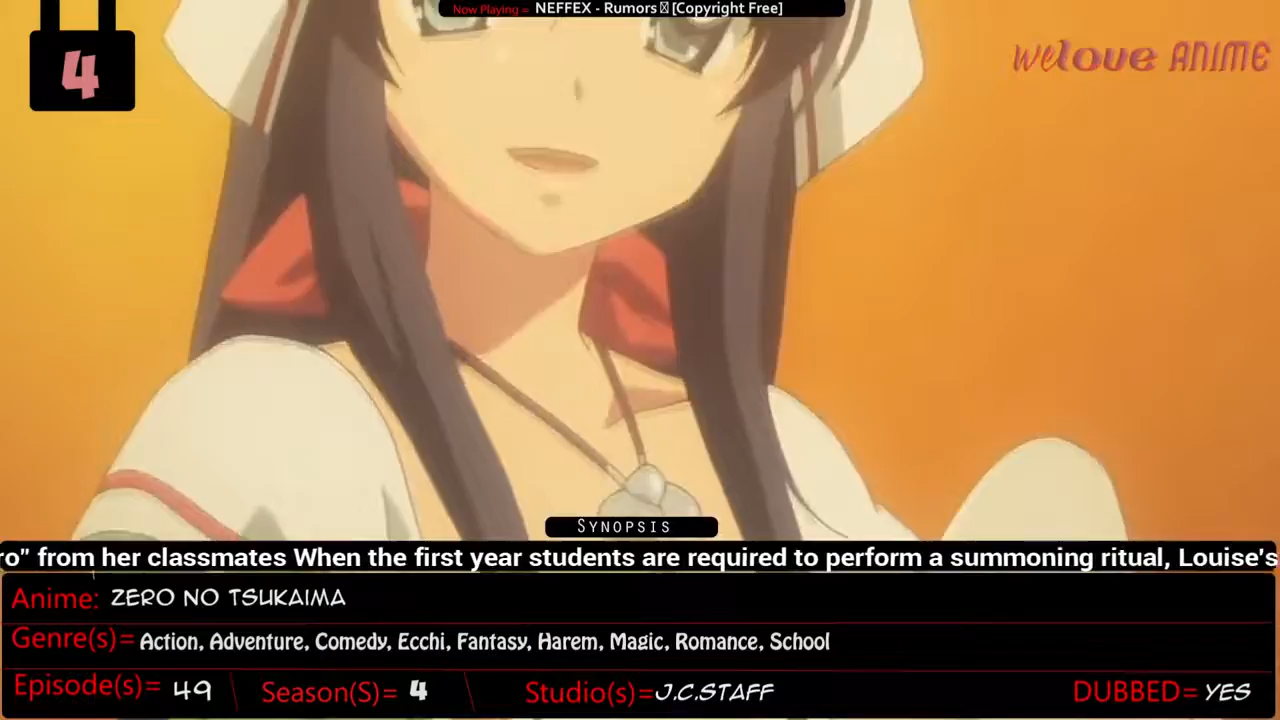 Now Playing = NEFFEX - Rumors [Copyright Free]
4
welove ANIME
SYNOPSIS
ro" from her classmates When the first year students are required to perform a summoning ritual, Louise's
Anime: ZERO NO TSUKAIMA
Genre(s)= Action, Adventure, Comedy, Ecchi, Fantasy, Harem, Magic, Romance, School
Episode(s)= 49 Season(S)= 4 Studio(s)=J.C.STAFF DUBBED= YES